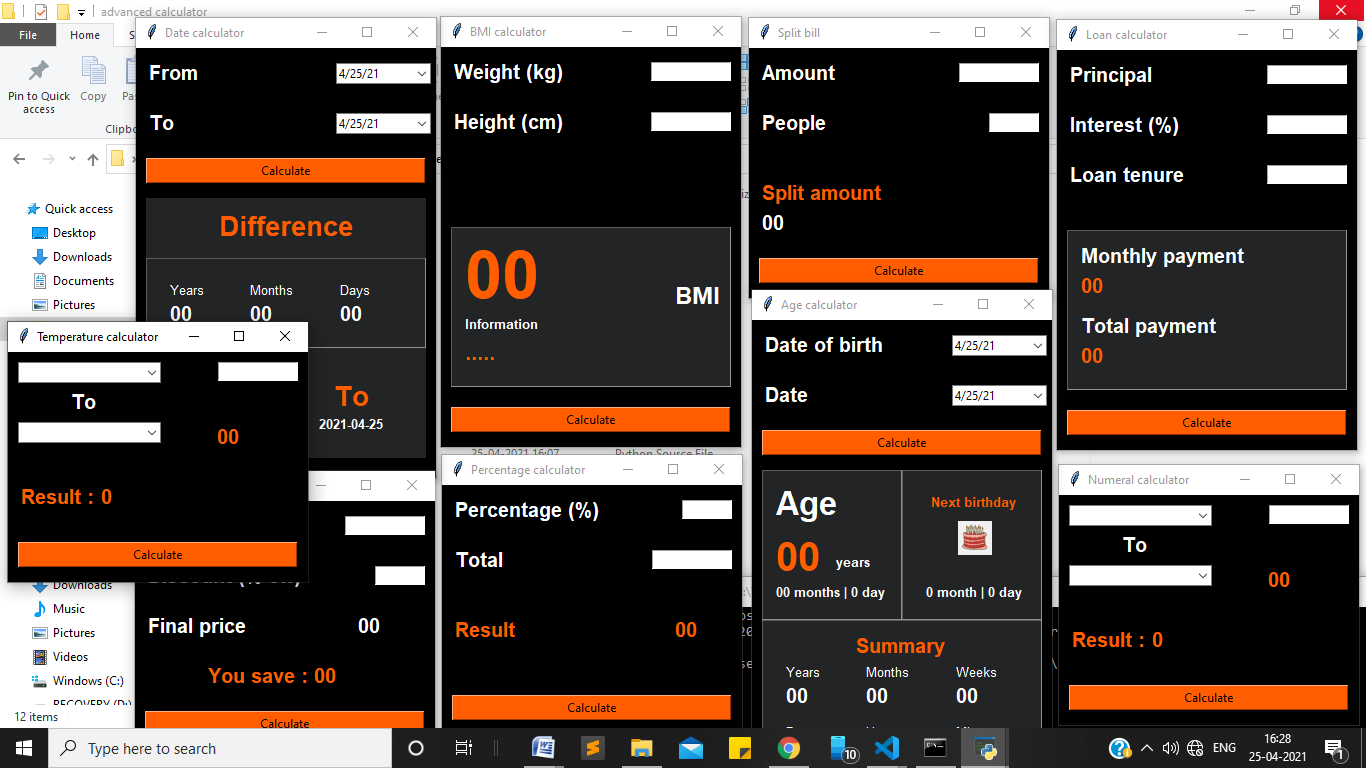 advanced calculator
File
Home
S
Pin to Quick
access
Copy
Pas
Clipbo
Quick access
Desktop
Downloads
Documents
Pictures
Downloads
Music
Pictures
Videos
Windows (C:)
RECOVERY (D:)
12 items
Date calculator
From
4/25/21
To
4/25/21
Calculate
Difference
Years
Months
Days
00
00
00
To
2021-04-25
BMI calculator
Weight (kg)
Height (cm)
00
BMI
Information
.....
Calculate
Split bill
Amount
People
Split amount
00
Calculate
Loan calculator
Principal
Interest (%)
Loan tenure
Monthly payment
00
Total payment
00
Calculate
Temperature calculator
To
00
Result : 0
Calculate
Final price
00
You save : 00
Calculate
25-04-2021 16:07
Python Source File
Percentage calculator
Percentage (%)
Total
Result
00
Calculate
Age calculator
Date of birth
4/25/21
Date
4/25/21
Calculate
Age
00 years
00 months | 0 day
Next birthday
0 month | 0 day
Summary
Years
Months
Weeks
00
00
00
Numeral calculator
To
00
Result : 0
Calculate
Type here to search
10
ENG
16:28
25-04-2021
1